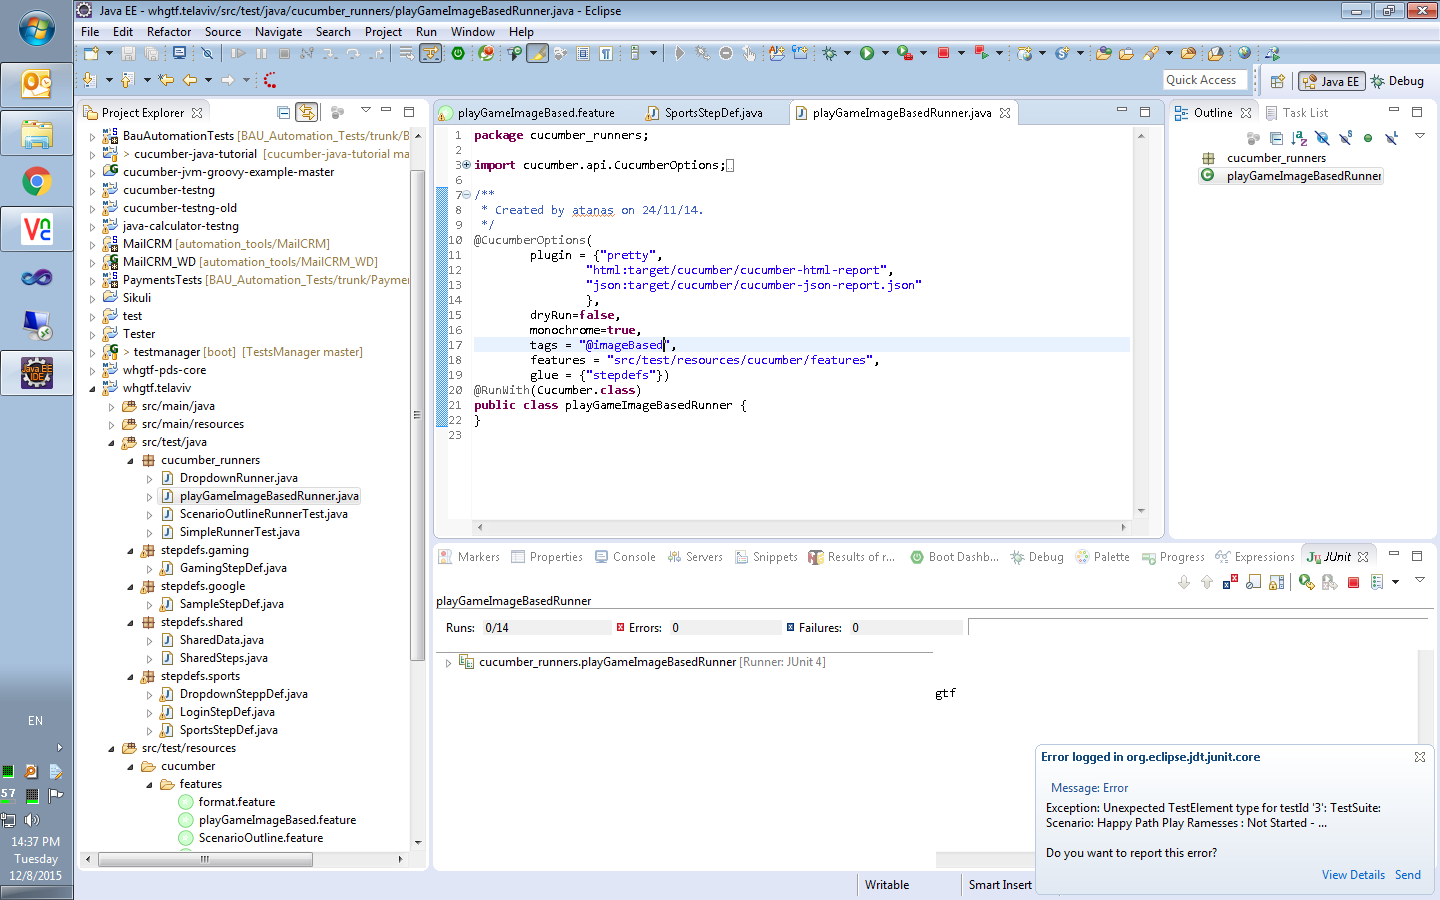 Java EE - whgtf.telaviv/src/test/java/cucumber_runners/playGameImageBasedRunner.java - Eclipse
File Edit Refactor Source Navigate Search Project Run Window Help
Quick Access
Java EE
Debug
Project Explorer
BauAutomationTests [BAU_Automation_Tests/trunk/B
> cucumber-java-tutorial [cucumber-java-tutorial ma
cucumber-jvm-groovy-example-master
cucumber-testng
cucumber-testng-old
java-calculator-testng
MailCRM [automation_tools/MailCRM]
MailCRM_WD [automation_tools/MailCRM_WD]
PaymentsTests [BAU_Automation_Tests/trunk/Payme
Sikuli
test
Tester
> testmanager [boot] [TestsManager master]
whgtf-pds-core
whgtf.telaviv
src/main/java
src/main/resources
src/test/java
cucumber_runners
DropdownRunner.java
playGameImageBasedRunner.java
ScenarioOutlineRunnerTest.java
SimpleRunnerTest.java
stepdefs.gaming
GamingStepDef.java
stepdefs.google
SampleStepDef.java
stepdefs.shared
SharedData.java
SharedSteps.java
stepdefs.sports
DropdownSteppDef.java
LoginStepDef.java
SportsStepDef.java
src/test/resources
cucumber
features
format.feature
playGameImageBased.feature
ScenarioOutline.feature
playGameImageBased.feature
SportsStepDef.java
playGameImageBasedRunner.java
1 package cucumber_runners;
2
3 import cucumber.api.CucumberOptions;
6
7 /**
8 * Created by atanas on 24/11/14.
9 */
10 @CucumberOptions(
11 plugin = {"pretty",
12 "html:target/cucumber/cucumber-html-report",
13 "json:target/cucumber/cucumber-json-report.json"
14 },
15 dryRun=false,
16 monochrome=true,
17 tags = "@imageBased",
18 features = "src/test/resources/cucumber/features",
19 glue = {"stepdefs"})
20 @RunWith(Cucumber.class)
21 public class playGameImageBasedRunner {
22 }
23
Outline
Task List
cucumber_runners
playGameImageBasedRunner
Markers Properties Console Servers Snippets Results of r... Boot Dashb... Debug Palette Progress Expressions JUnit
playGameImageBasedRunner
Runs: 0/14 Errors: 0 Failures: 0
cucumber_runners.playGameImageBasedRunner [Runner: JUnit 4]
gtf
Error logged in org.eclipse.jdt.junit.core
Message: Error
Exception: Unexpected TestElement type for testId '3': TestSuite:
Scenario: Happy Path Play Ramesses : Not Started - ...
Do you want to report this error?
View Details Send
Writable
Smart Insert
Java EE
IDE
EN
57
14:37 PM
Tuesday
12/8/2015